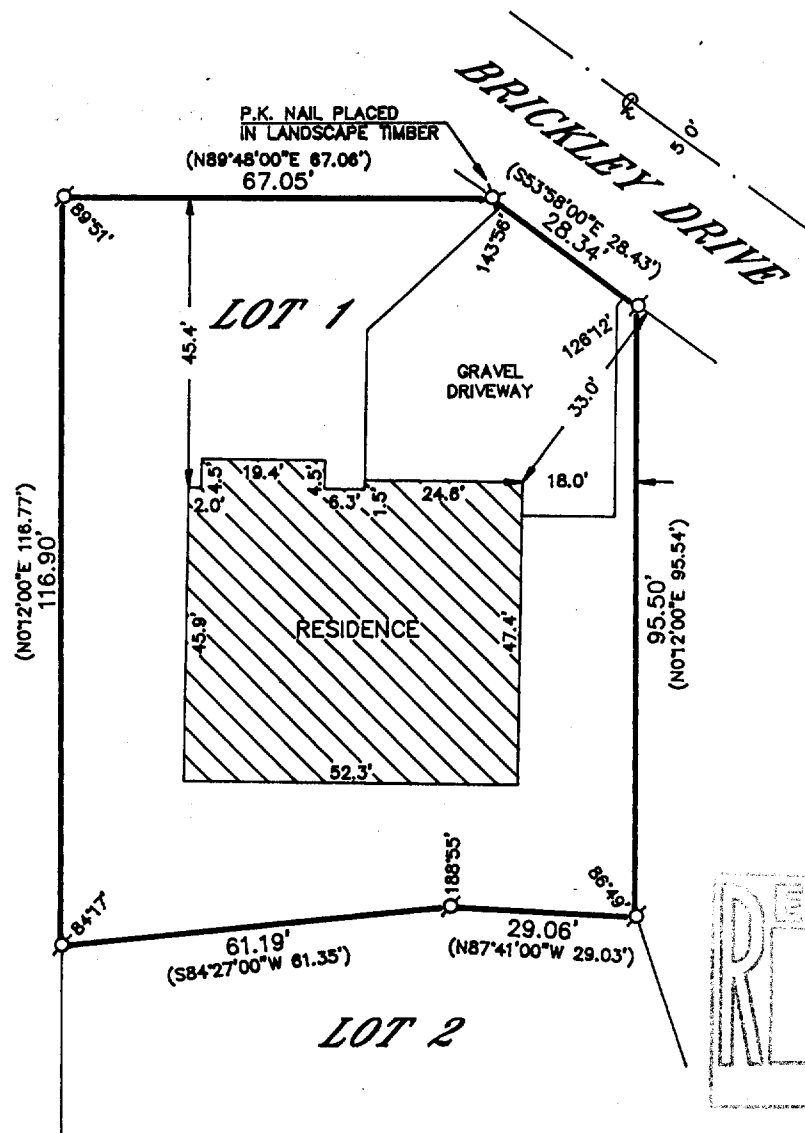 BRICKLEY DRIVE
50'
P.K. NAIL PLACED
IN LANDSCAPE TIMBER
(N89°48'00"E 67.06')
67.05'
(S53°58'00"E 28.43')
28.34'
89°51'
143°56'
126°12'
LOT 1
45.4'
GRAVEL
DRIVEWAY
33.0'
18.0'
4.5'
19.4'
4.5'
2.0'
6.3'
1.5'
24.6'
(N0°12'00"E 116.77')
116.90'
95.50'
(N0°12'00"E 95.54')
RESIDENCE
45.9'
47.4'
52.3'
188°55'
86°49'
84°17'
61.19'
(S84°27'00"W 61.35')
29.06'
(N87°41'00"W 29.03')
LOT 2
RE